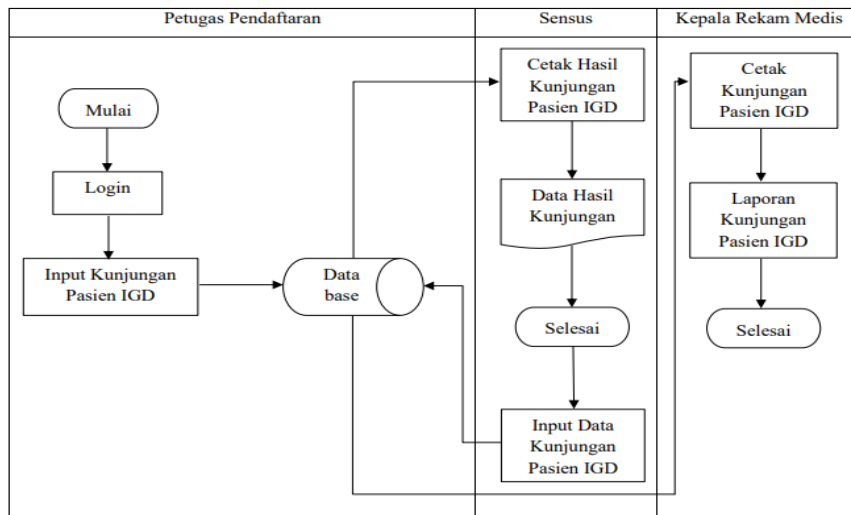 Petugas Pendaftaran
Sensus
Kepala Rekam Medis
Mulai
Login
Input Kunjungan
Pasien IGD
Data
base
Cetak Hasil
Kunjungan
Pasien IGD
Data Hasil
Kunjungan
Selesai
Input Data
Kunjungan
Pasien IGD
Cetak
Kunjungan
Pasien IGD
Laporan
Kunjungan
Pasien IGD
Selesai